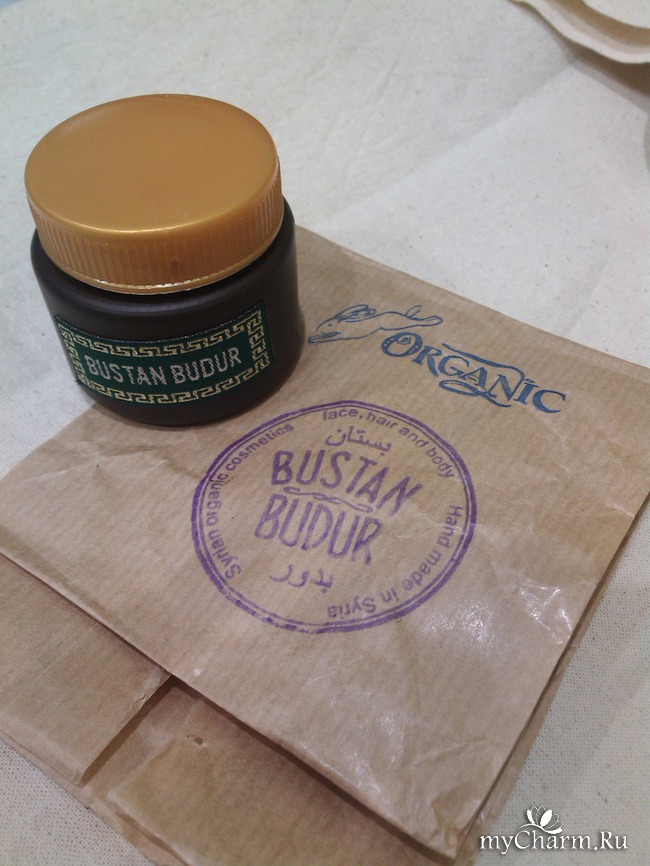 BUSTAN BUDUR
ORGANIC
face, hair and body
Syrian organic cosmetics
Hand made in Syria
بستان
BUSTAN
BUDUR
بدور
myCharm.Ru